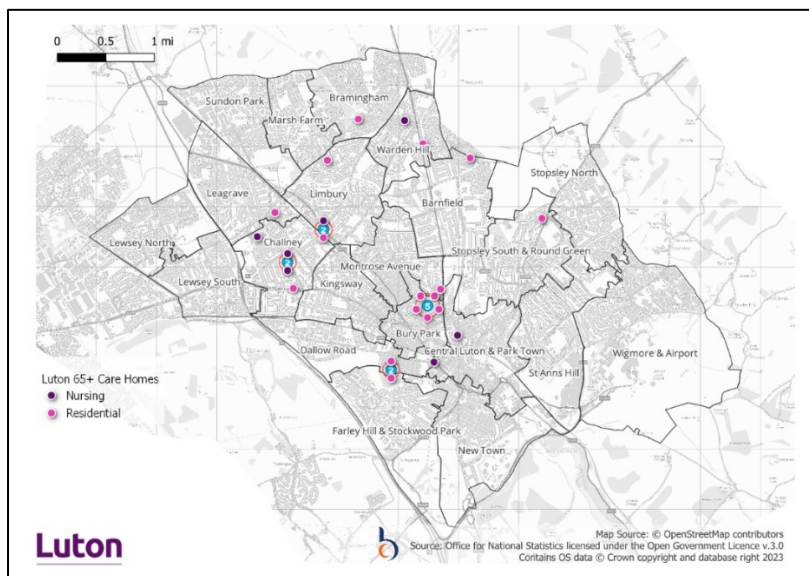 0 0.5 1 mi
Sundon Park
Bramingham
Marsh Farm
Warden Hill
Stopsley North
Leagrave
Limbury
Barnfield
Lewsey North
Challney
Stopsley South & Round Green
Montrose Avenue
Lewsey South
Kingsway
2
2
5
Bury Park
Dallow Road
Central Luton & Park Town
Wigmore & Airport
2
St Anns Hill
Luton 65+ Care Homes
Nursing
Residential
Farley Hill & Stockwood Park
New Town
Luton
Map Source: © OpenStreetMap contributors
Source: Office for National Statistics licensed under the Open Government Licence v.3.0
Contains OS data © Crown copyright and database right 2023